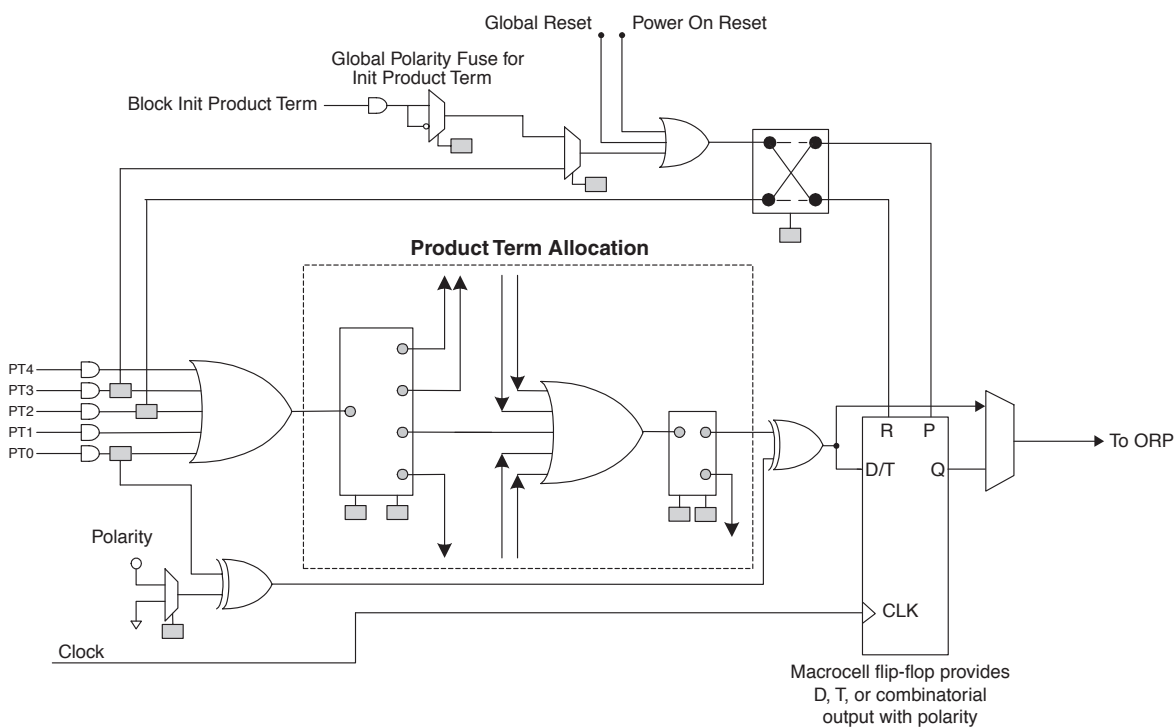 Global Reset
Power On Reset
Global Polarity Fuse for
Init Product Term
Block Init Product Term
Product Term Allocation
PT4
PT3
PT2
PT1
PT0
R
P
To ORP
D/T
Q
Polarity
CLK
Clock
Macrocell flip-flop provides
D, T, or combinatorial
output with polarity